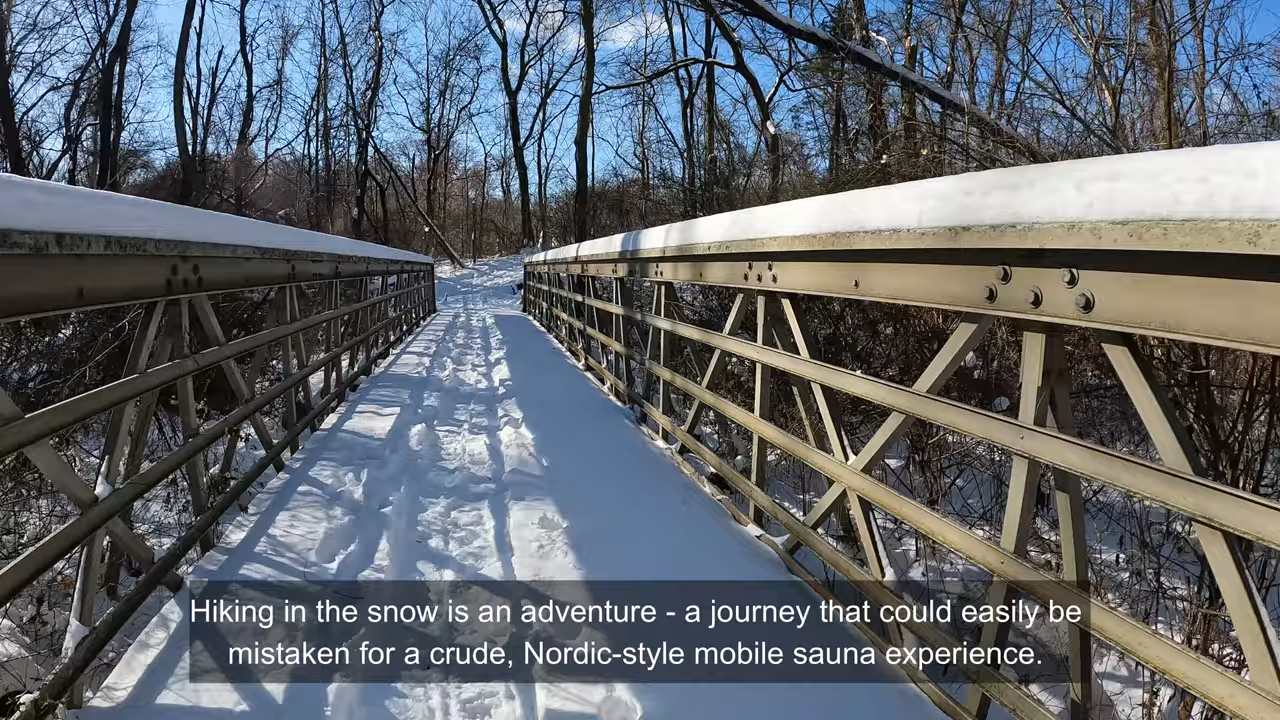 Hiking in the snow is an adventure - a journey that could easily be
mistaken for a crude, Nordic-style mobile sauna experience.